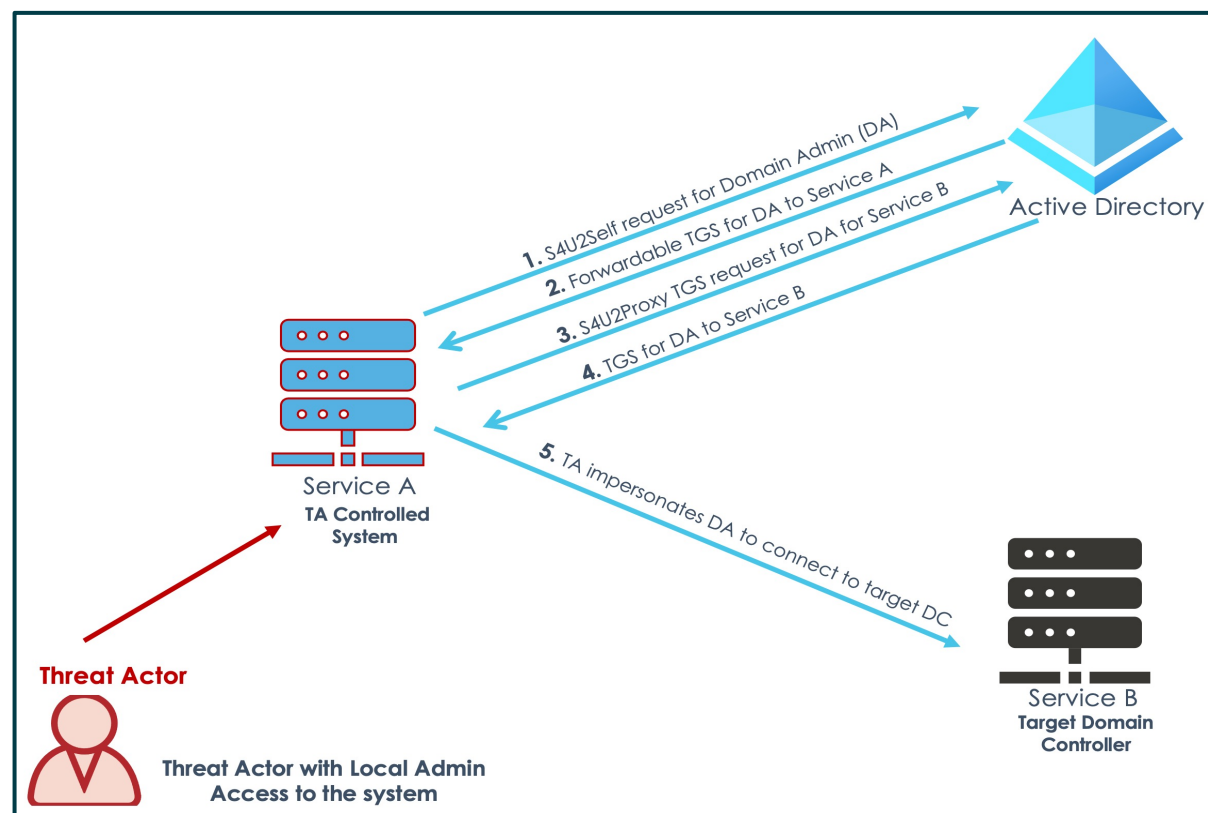 1. S4U2Self request for Domain Admin (DA)
2. Forwardable TGS for DA to Service A
3. S4U2Proxy TGS request for DA for Service B
4. TGS for DA to Service B
Active Directory
Service A
TA Controlled
System
5. TA impersonates DA to connect to target DC
Threat Actor
Threat Actor with Local Admin
Access to the system
Service B
Target Domain
Controller